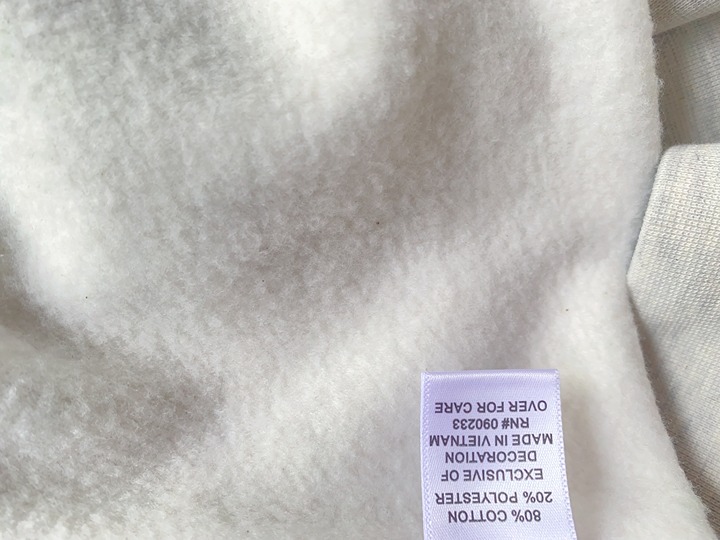 80% COTTON
20% POLYESTER
EXCLUSIVE OF
DECORATION
MADE IN VIETNAM
RN# 090233
OVER FOR CARE